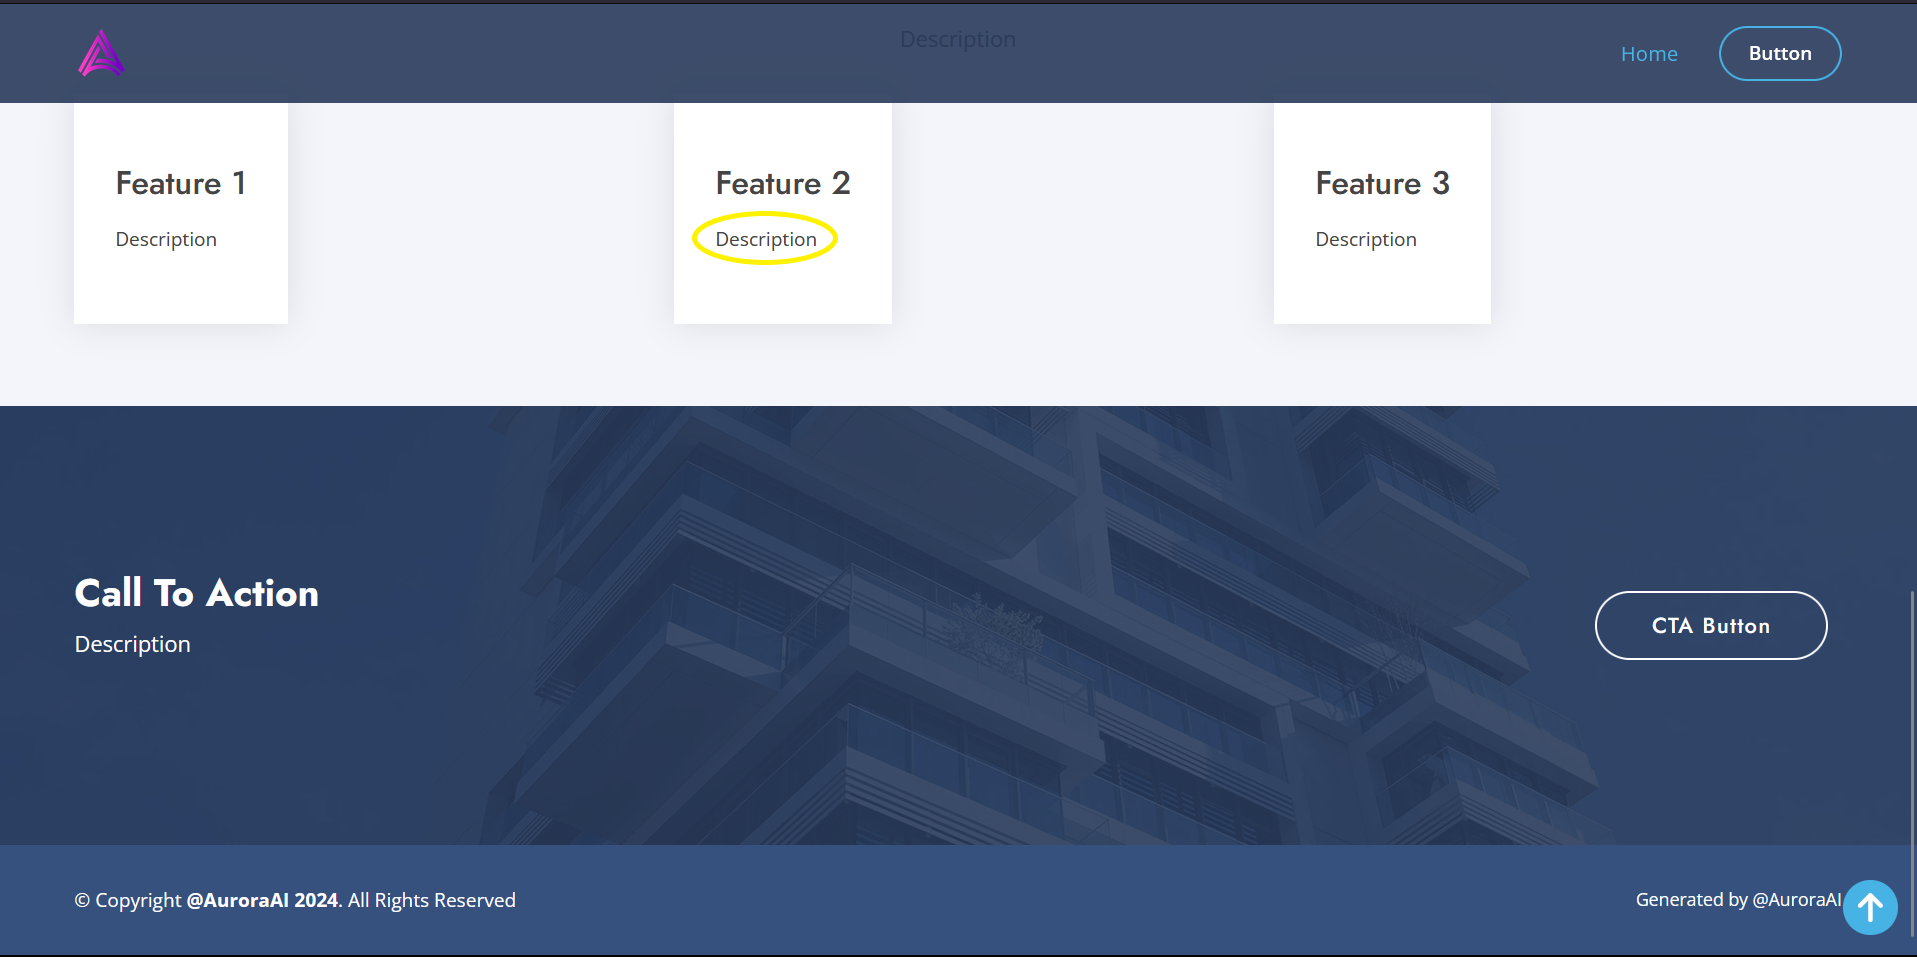 Description
Home
Button
Feature 1
Description
Feature 2
Description
Feature 3
Description
Call To Action
Description
CTA Button
© Copyright @AuroraAI 2024. All Rights Reserved
Generated by @AuroraAI